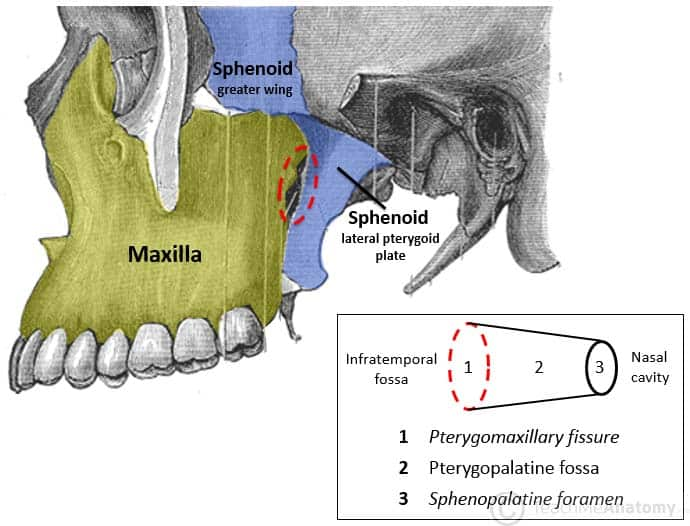 Sphenoid
greater wing
Sphenoid
lateral pterygoid
plate
Maxilla
Infratemporal
fossa
1
2
3
Nasal
cavity
1 Pterygomaxillary fissure
2 Pterygopalatine fossa
3 Sphenopalatine foramen
© TeachMeAnatomy